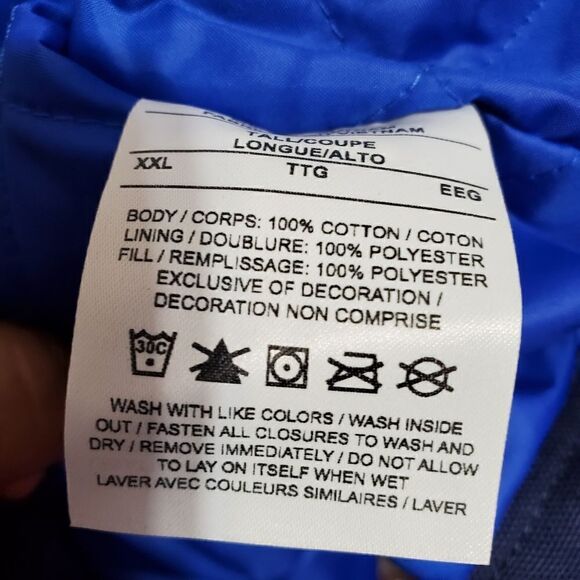 TALL/COUPE
LONGUE/ALTO
XXL TTG EEG
BODY / CORPS: 100% COTTON / COTON
LINING / DOUBLURE: 100% POLYESTER
FILL / REMPLISSAGE: 100% POLYESTER
EXCLUSIVE OF DECORATION /
DECORATION NON COMPRISE
30C
WASH WITH LIKE COLORS / WASH INSIDE
OUT / FASTEN ALL CLOSURES TO WASH AND
DRY / REMOVE IMMEDIATELY / DO NOT ALLOW
TO LAY ON ITSELF WHEN WET
LAVER AVEC COULEURS SIMILAIRES / LAVER